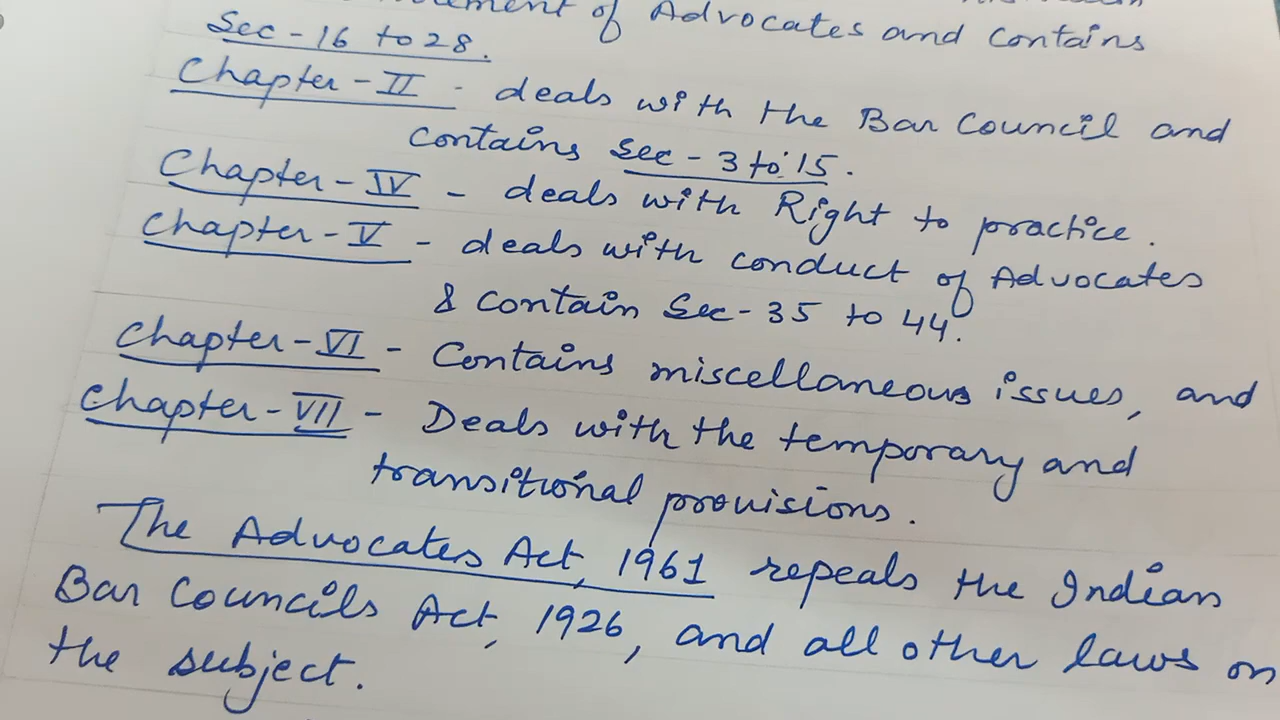 of Advocates and contains
Sec - 16 to 28.
Chapter - II - deals with the Bar Council and
contains Sec - 3 to 15.
Chapter - IV - deals with Right to practice.
Chapter - V - deals with conduct of Advocates
& contain Sec - 35 to 44.
Chapter - VI - Contains miscellaneous issues, and
Chapter - VII - Deals with the temporary and
transitional provisions.
The Advocates Act, 1961 repeals the Indian
Bar Councils Act, 1926, and all other laws on
the subject.